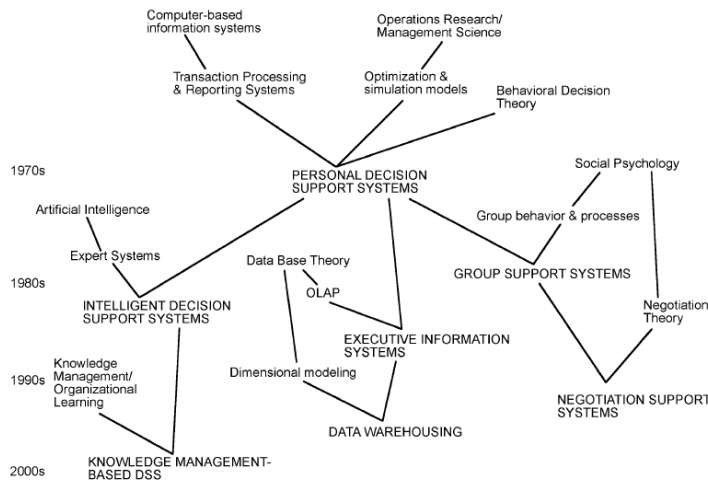 Computer-based
information systems
Operations Research/
Management Science
Transaction Processing
& Reporting Systems
Optimization &
simulation models
Behavioral Decision
Theory
1970s
PERSONAL DECISION
SUPPORT SYSTEMS
Social Psychology
Artificial Intelligence
Group behavior & processes
Expert Systems
Data Base Theory
GROUP SUPPORT SYSTEMS
1980s
OLAP
INTELLIGENT DECISION
SUPPORT SYSTEMS
Negotiation
Theory
EXECUTIVE INFORMATION
SYSTEMS
Knowledge
Management/
Organizational
Learning
Dimensional modeling
1990s
NEGOTIATION SUPPORT
SYSTEMS
DATA WAREHOUSING
KNOWLEDGE MANAGEMENT-
BASED DSS
2000s